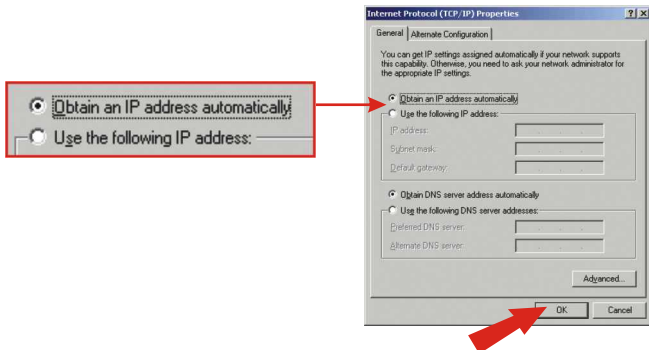 Obtain an IP address automatically
Use the following IP address:
Internet Protocol (TCP/IP) Properties
General
Alternate Configuration
You can get IP settings assigned automatically if your network supports
this capability. Otherwise, you need to ask your network administrator for
the appropriate IP settings.
Obtain an IP address automatically
Use the following IP address:
IP address:
Subnet mask:
Default gateway:
Obtain DNS server address automatically
Use the following DNS server addresses:
Preferred DNS server:
Alternate DNS server:
Advanced...
OK
Cancel